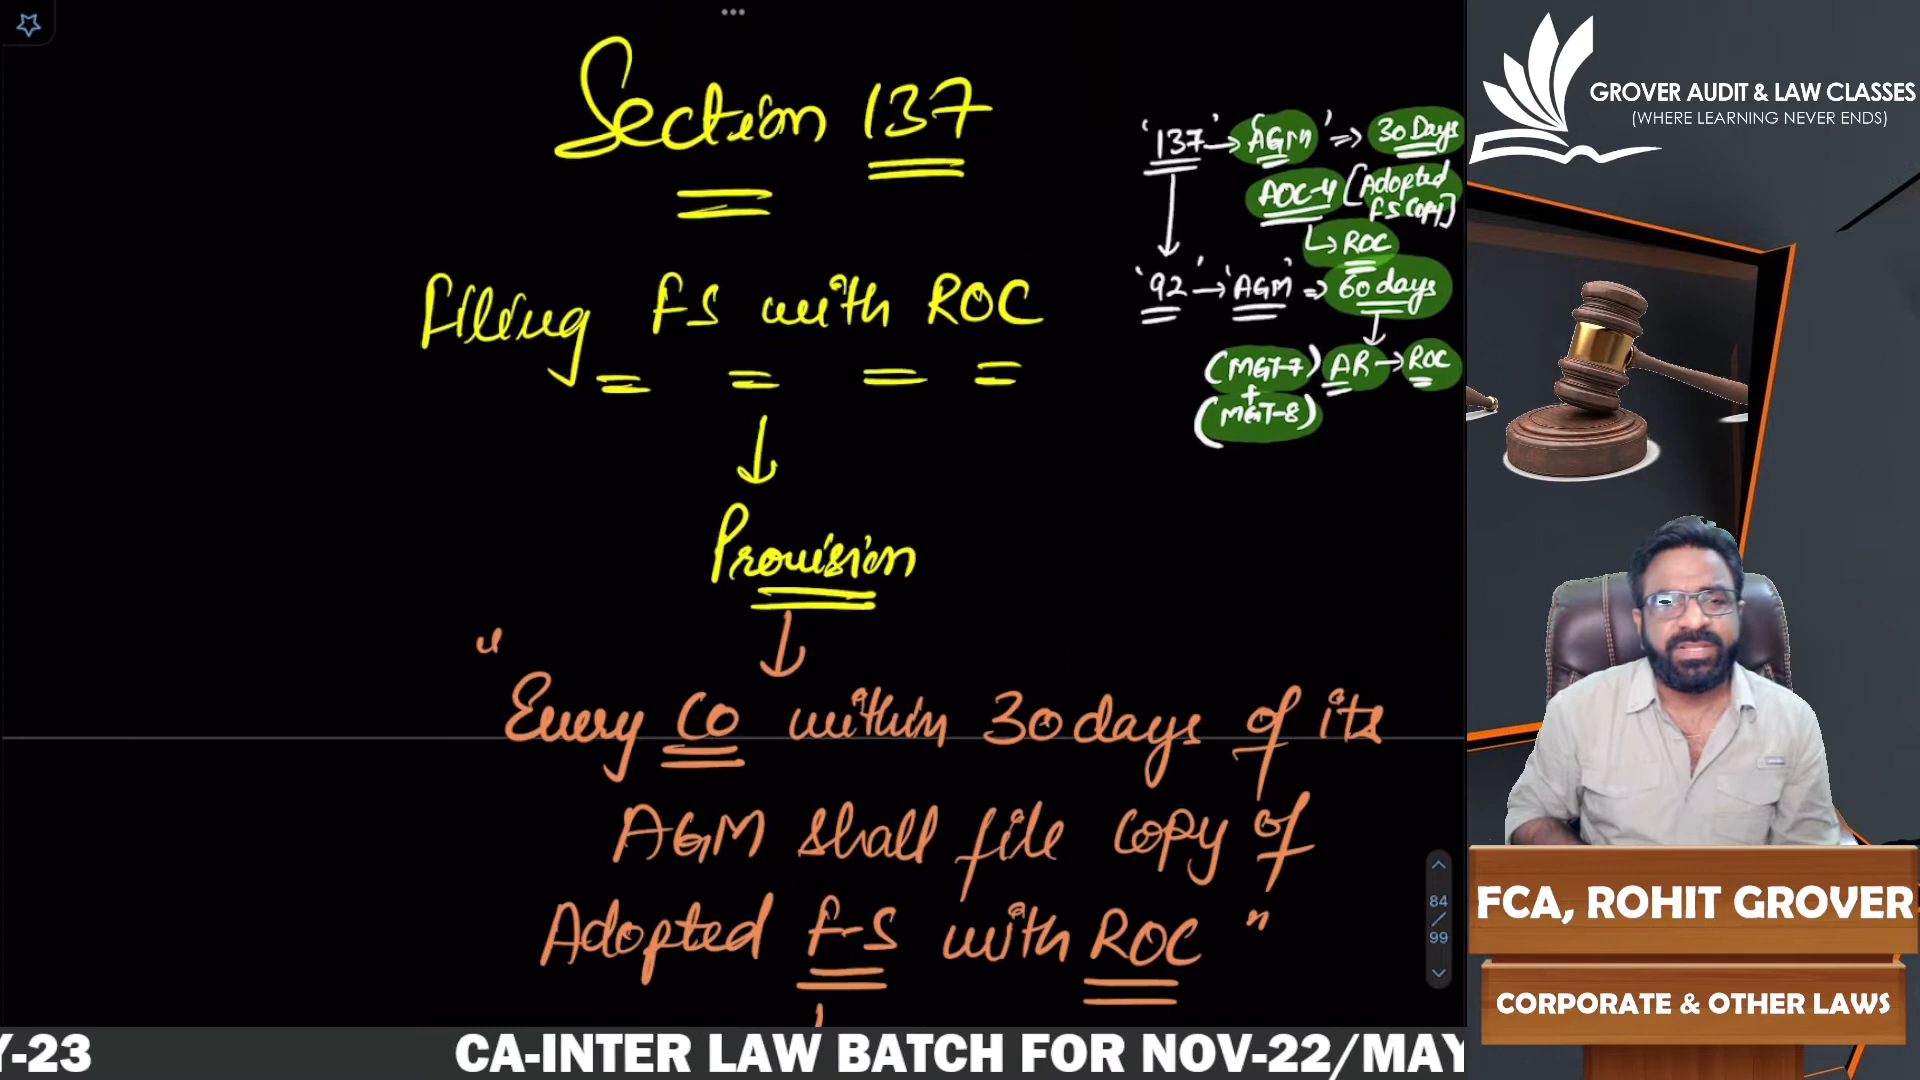 Section 137
Filing FS with ROC
Provision
"
Every Co within 30 days of its
AGM shall file copy of
Adopted F-S with ROC "
'137' → 'AGM' => 30 Days
AOC-4 [Adopted
FS Copy]
ROC
'92' → 'AGM' => 60 days
(MGT-7) AR → ROC
+
(MGT-8)
84
/
99
GROVER AUDIT & LAW CLASSES
(WHERE LEARNING NEVER ENDS)
FCA, ROHIT GROVER
CORPORATE & OTHER LAWS
Y-23 CA-INTER LAW BATCH FOR NOV-22/MAY